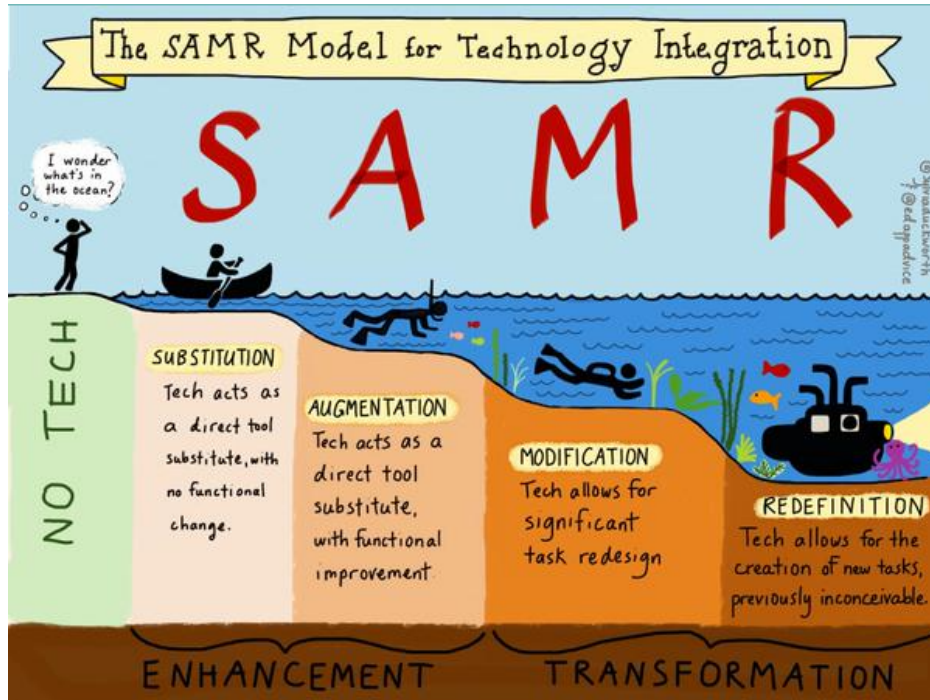 The SAMR Model for Technology Integration
S A M R
I wonder
what's in
the ocean?
@sylviaduckworth
@edappadvice
NO TECH
SUBSTITUTION
Tech acts as
a direct tool
substitute, with
no functional
change.
AUGMENTATION
Tech acts as a
direct tool
substitute,
with functional
improvement.
MODIFICATION
Tech allows for
significant
task redesign
REDEFINITION
Tech allows for the
creation of new tasks,
previously inconceivable.
ENHANCEMENT
TRANSFORMATION